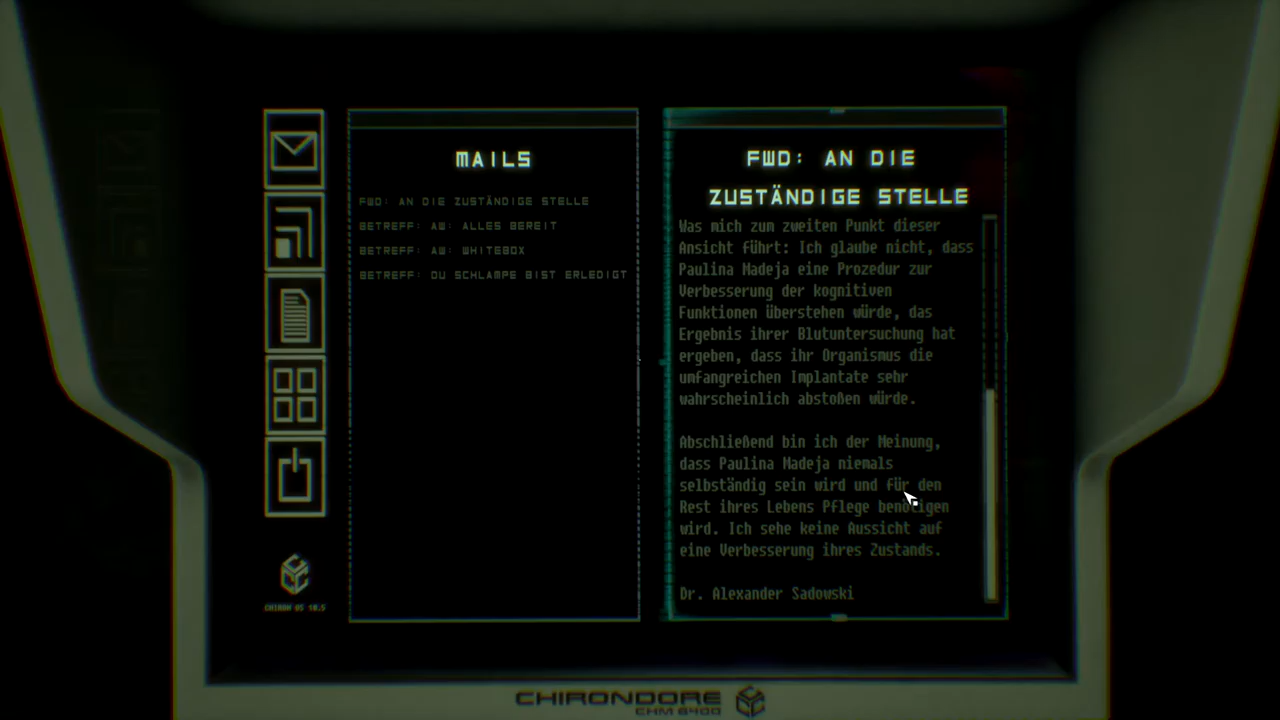 MAILS
FWD: AN DIE ZUSTÄNDIGE STELLE
BETREFF: AW: ALLES BEREIT
BETREFF: AW: WHITEBOX
BETREFF: DU SCHLAMPE BIST ERLEDIGT
FWD: AN DIE
ZUSTÄNDIGE STELLE
Was mich zum zweiten Punkt dieser
Ansicht führt: Ich glaube nicht, dass
Paulina Madeja eine Prozedur zur
Verbesserung der kognitiven
Funktionen überstehen würde, das
Ergebnis ihrer Blutuntersuchung hat
ergeben, dass ihr Organismus die
umfangreichen Implantate sehr
wahrscheinlich abstoßen würde.
Abschließend bin ich der Meinung,
dass Paulina Madeja niemals
selbständig sein wird und für den
Rest ihres Lebens Pflege benötigen
wird. Ich sehe keine Aussicht auf
eine Verbesserung ihres Zustands.
Dr. Alexander Sadowski
CHIRON OS 10.5
CHIRONDORE
CHM 6400